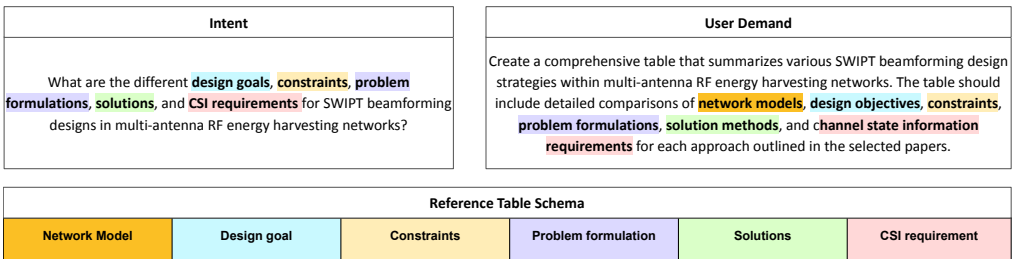 Intent
What are the different design goals, constraints, problem
formulations, solutions, and CSI requirements for SWIPT beamforming
designs in multi-antenna RF energy harvesting networks?
User Demand
Create a comprehensive table that summarizes various SWIPT beamforming design
strategies within multi-antenna RF energy harvesting networks. The table should
include detailed comparisons of network models, design objectives, constraints,
problem formulations, solution methods, and channel state information
requirements for each approach outlined in the selected papers.
Reference Table Schema
Network Model Design goal Constraints Problem formulation Solutions CSI requirement